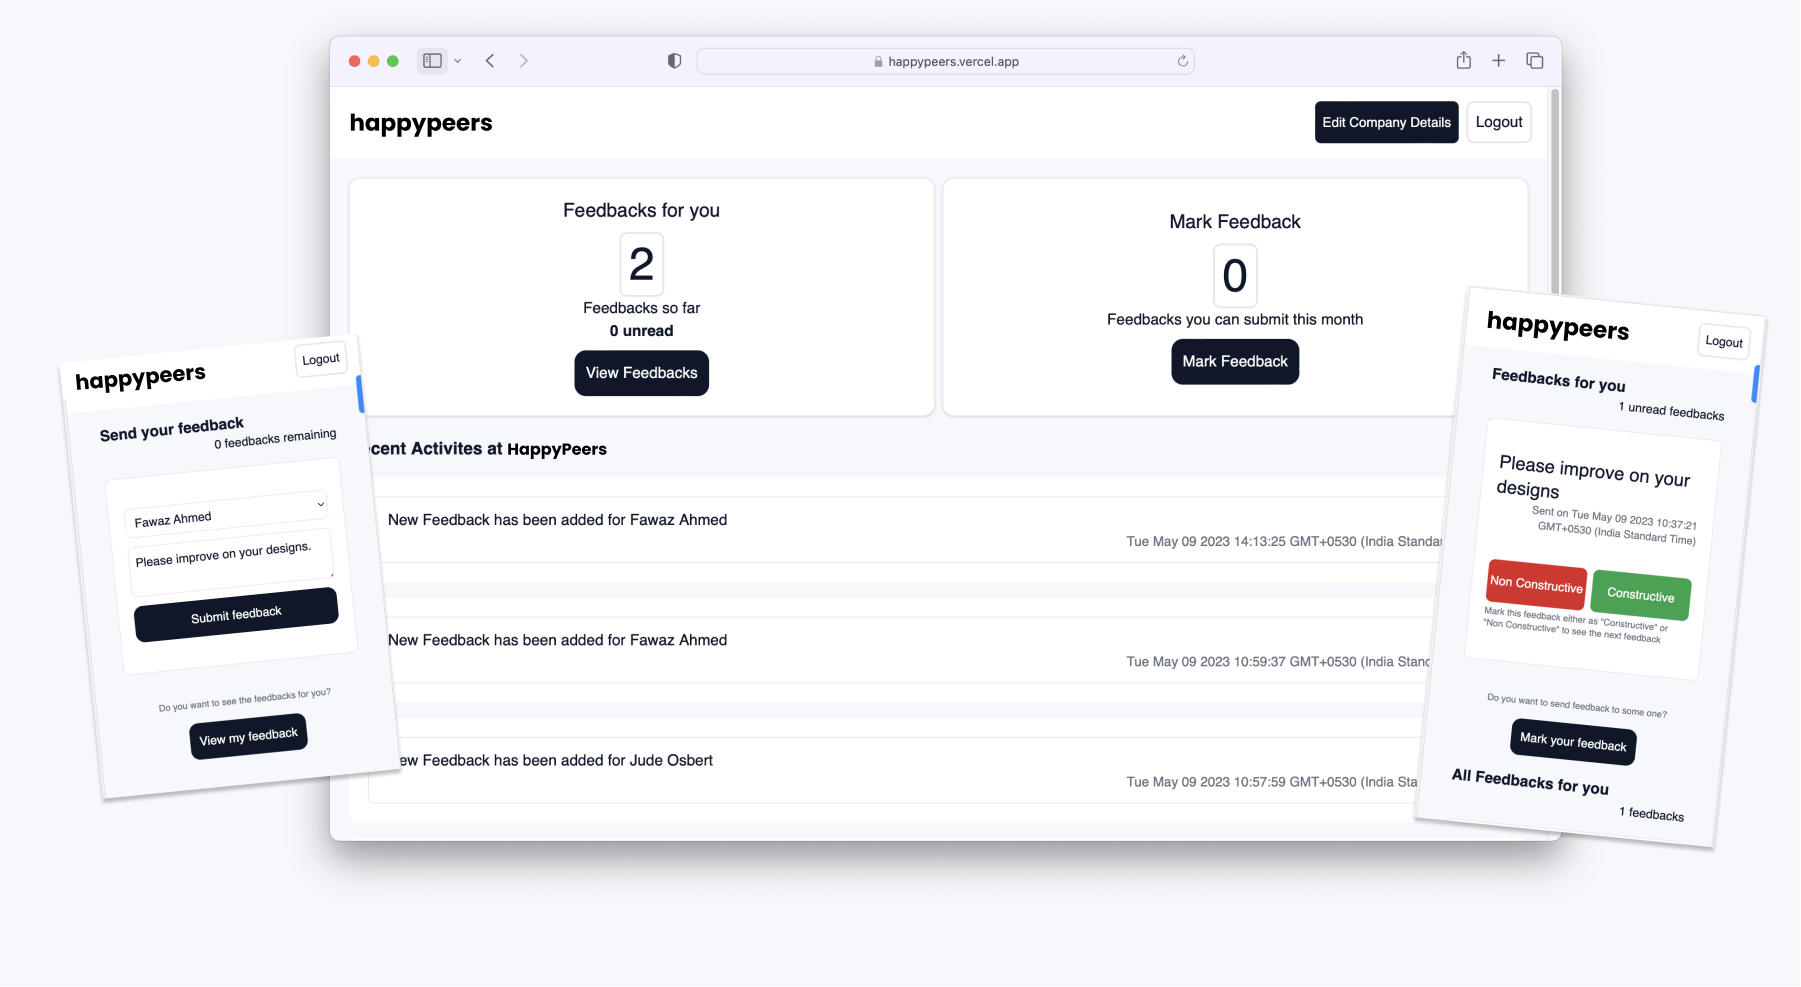 happypeers.vercel.app
happypeers
Edit Company Details
Logout
Feedbacks for you
2
Feedbacks so far
0 unread
View Feedbacks
Mark Feedback
0
Feedbacks you can submit this month
Mark Feedback
cent Activites at HappyPeers
New Feedback has been added for Fawaz Ahmed
Tue May 09 2023 14:13:25 GMT+0530 (India Standa
New Feedback has been added for Fawaz Ahmed
Tue May 09 2023 10:59:37 GMT+0530 (India Stand
ew Feedback has been added for Jude Osbert
Tue May 09 2023 10:57:59 GMT+0530 (India Sta
happypeers
Logout
Send your feedback
0 feedbacks remaining
Fawaz Ahmed
Please improve on your designs.
Submit feedback
Do you want to see the feedbacks for you?
View my feedback
happypeers
Logout
Feedbacks for you
1 unread feedbacks
Please improve on your
designs
Sent on Tue May 09 2023 10:37:21
GMT+0530 (India Standard Time)
Non Constructive
Constructive
Mark this feedback either as "Constructive" or
"Non Constructive" to see the next feedback
Do you want to send feedback to some one?
Mark your feedback
All Feedbacks for you
1 feedbacks